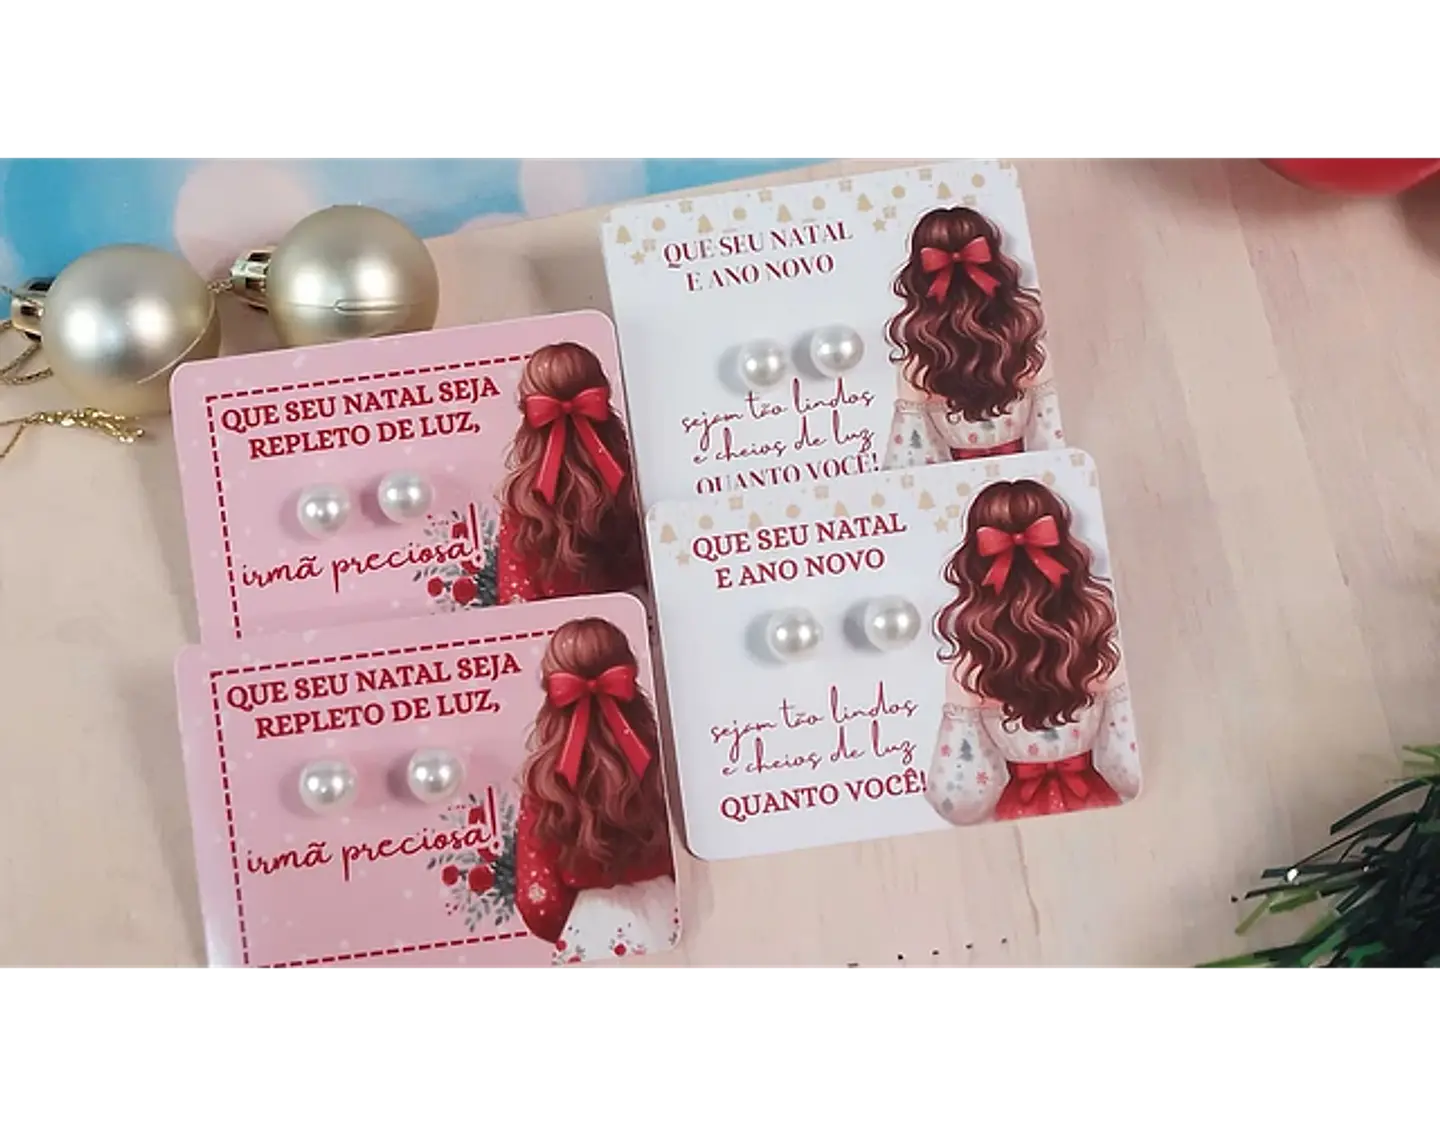 QUE SEU NATAL
E ANO NOVO
sejam tão lindos
e cheios de luz
QUANTO VOCÊ!
QUE SEU NATAL SEJA
REPLETO DE LUZ,
irmã preciosa!
QUE SEU NATAL
E ANO NOVO
sejam tão lindos
e cheios de luz
QUANTO VOCÊ!
QUE SEU NATAL SEJA
REPLETO DE LUZ,
irmã preciosa!